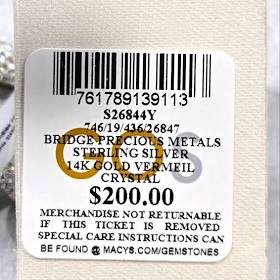 761789139113
S26844Y
746/19/436/26847
BRIDGE PRECIOUS METALS
STERLING SILVER
14K GOLD VERMEIL
CRYSTAL
$200.00
MERCHANDISE NOT RETURNABLE
IF THIS TICKET IS REMOVED
SPECIAL CARE INSTRUCTIONS CAN
BE FOUND @ MACYS.COM/GEMSTONES